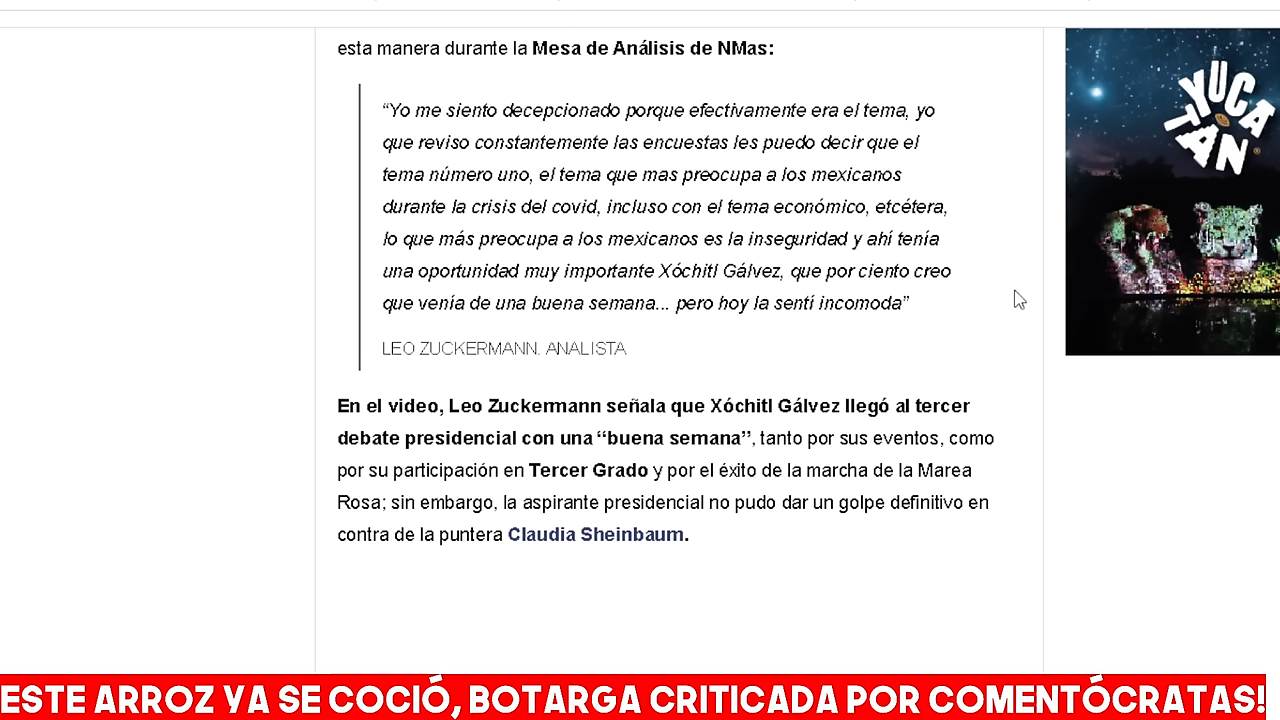 esta manera durante la Mesa de Análisis de NMas:
“Yo me siento decepcionado porque efectivamente era el tema, yo
que reviso constantemente las encuestas les puedo decir que el
tema número uno, el tema que mas preocupa a los mexicanos
durante la crisis del covid, incluso con el tema económico, etcétera,
lo que más preocupa a los mexicanos es la inseguridad y ahí tenía
una oportunidad muy importante Xóchitl Gálvez, que por ciento creo
que venía de una buena semana... pero hoy la sentí incomoda”
LEO ZUCKERMANN. ANALISTA
En el video, Leo Zuckermann señala que Xóchitl Gálvez llegó al tercer
debate presidencial con una “buena semana”, tanto por sus eventos, como
por su participación en Tercer Grado y por el éxito de la marcha de la Marea
Rosa; sin embargo, la aspirante presidencial no pudo dar un golpe definitivo en
contra de la puntera Claudia Sheinbaum.
YUCA
TÁN
ESTE ARROZ YA SE COCIÓ, BOTARGA CRITICADA POR COMENTÓCRATAS!